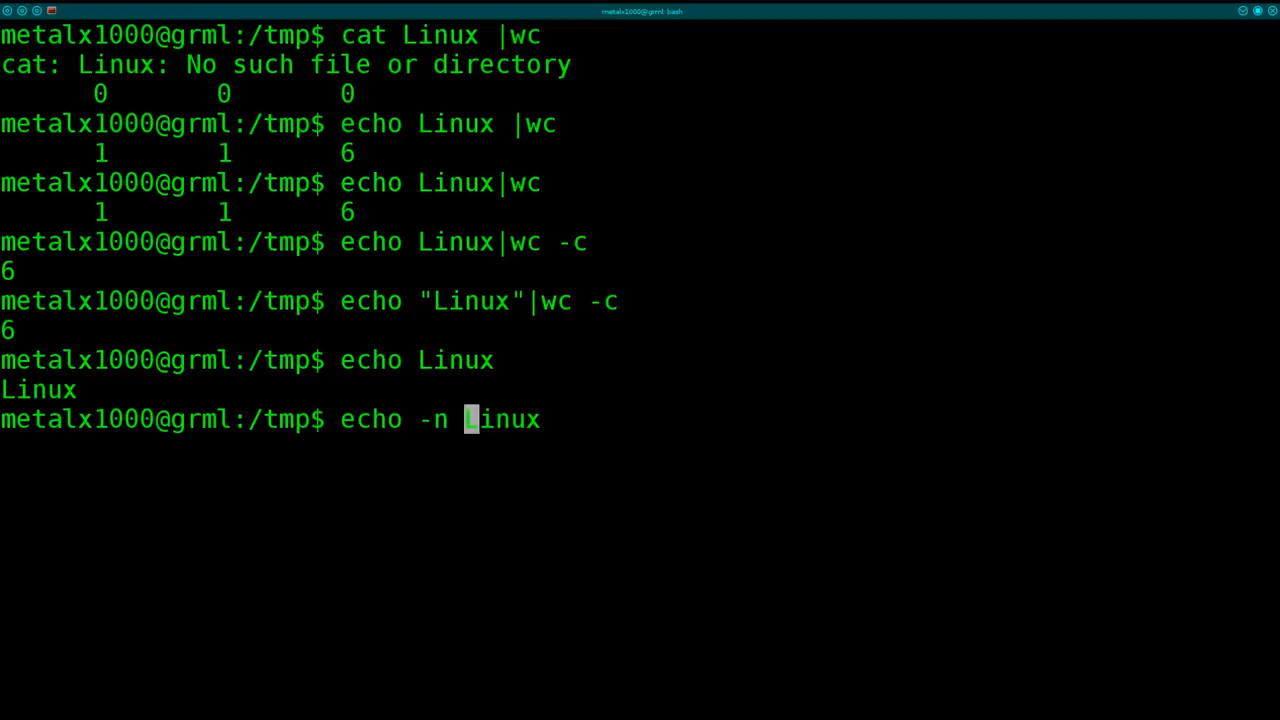 metalx1000@grml: bash
metalx1000@grml:/tmp$ cat Linux |wc
cat: Linux: No such file or directory
      0       0       0
metalx1000@grml:/tmp$ echo Linux |wc
      1       1       6
metalx1000@grml:/tmp$ echo Linux|wc
      1       1       6
metalx1000@grml:/tmp$ echo Linux|wc -c
6
metalx1000@grml:/tmp$ echo "Linux"|wc -c
6
metalx1000@grml:/tmp$ echo Linux
Linux
metalx1000@grml:/tmp$ echo -n Linux